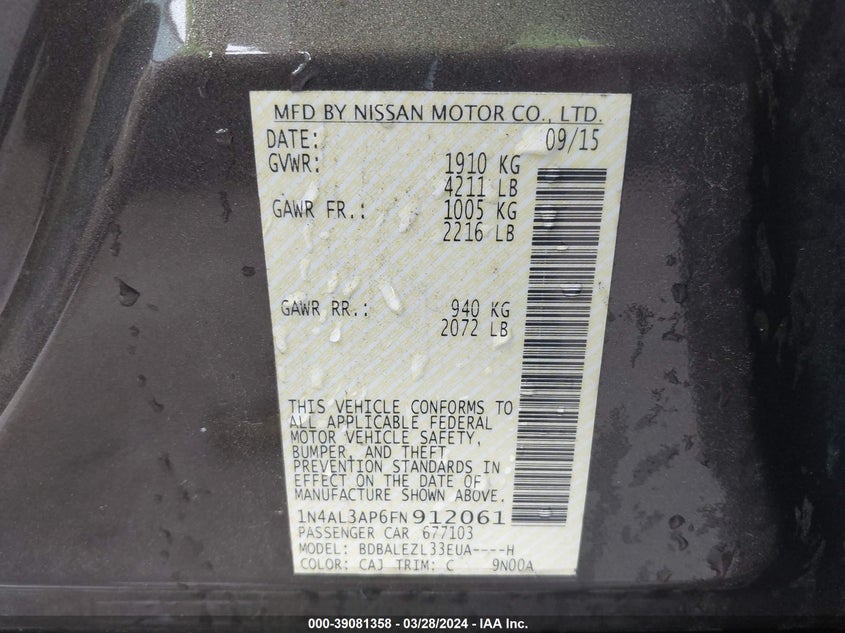 MFD BY NISSAN MOTOR CO., LTD.
DATE: 09/15
GVWR: 1910 KG
4211 LB
GAWR FR.: 1005 KG
2216 LB
GAWR RR.: 940 KG
2072 LB
THIS VEHICLE CONFORMS TO
ALL APPLICABLE FEDERAL
MOTOR VEHICLE SAFETY,
BUMPER, AND THEFT
PREVENTION STANDARDS IN
EFFECT ON THE DATE OF
MANUFACTURE SHOWN ABOVE.
1N4AL3AP6FN912061
PASSENGER CAR 677103
MODEL: BDBALEZL33EUA----H
COLOR: CAJ TRIM: C 9N00A
000-39081358 - 03/28/2024 - IAA Inc.